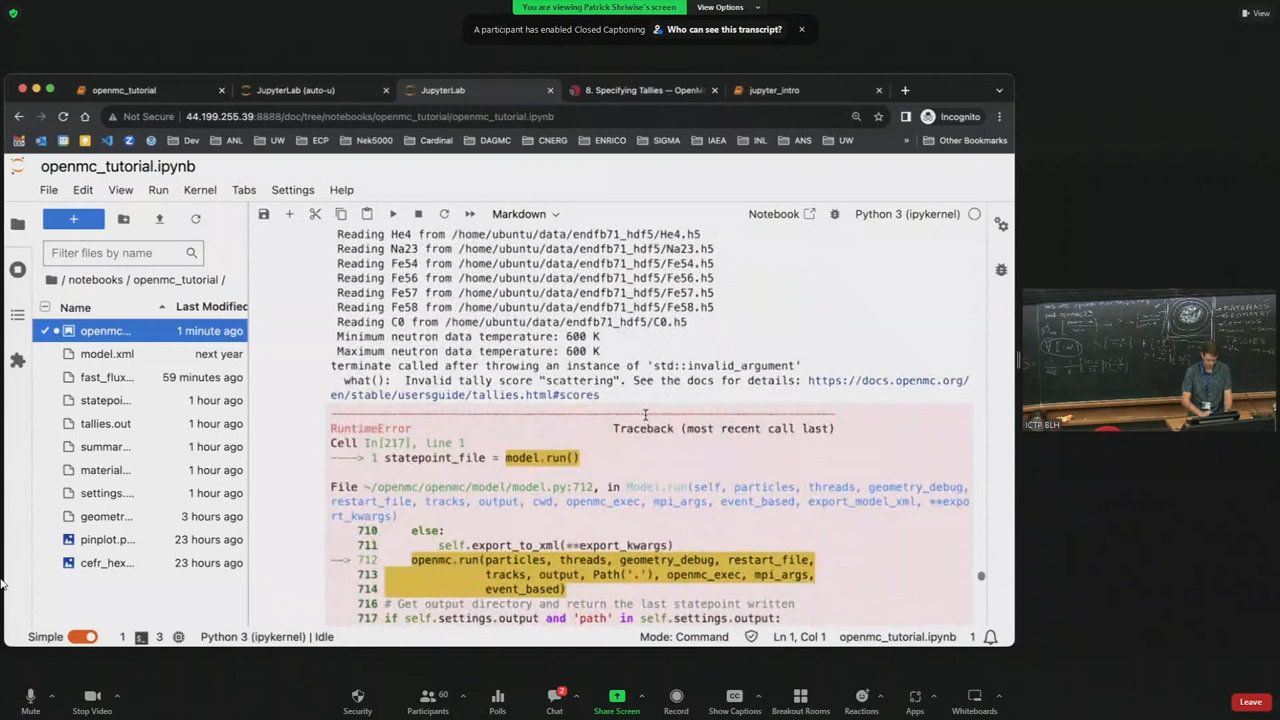 You are viewing Patrick Shriwise's screen
View Options
View
A participant has enabled Closed Captioning
Who can see this transcript?
openmc_tutorial
JupyterLab (auto-u)
JupyterLab
8. Specifying Tallies — OpenM
jupyter_intro
Not Secure
44.199.255.39:8888/doc/tree/notebooks/openmc_tutorial/openmc_tutorial.ipynb
Incognito
Dev
ANL
UW
ECP
Nek5000
Cardinal
DAGMC
CNERG
ENRICO
SIGMA
IAEA
INL
ANS
UW
»
Other Bookmarks
openmc_tutorial.ipynb
File Edit View Run Kernel Tabs Settings Help
Markdown
Notebook
Python 3 (ipykernel)
Filter files by name
/ notebooks / openmc_tutorial /
Name Last Modified
openmc... 1 minute ago
model.xml next year
fast_flux... 59 minutes ago
statepoi... 1 hour ago
tallies.out 1 hour ago
summar... 1 hour ago
material... 1 hour ago
settings.... 1 hour ago
geometr... 3 hours ago
pinplot.p... 23 hours ago
cefr_hex... 23 hours ago
Reading He4 from /home/ubuntu/data/endfb71_hdf5/He4.h5
Reading Na23 from /home/ubuntu/data/endfb71_hdf5/Na23.h5
Reading Fe54 from /home/ubuntu/data/endfb71_hdf5/Fe54.h5
Reading Fe56 from /home/ubuntu/data/endfb71_hdf5/Fe56.h5
Reading Fe57 from /home/ubuntu/data/endfb71_hdf5/Fe57.h5
Reading Fe58 from /home/ubuntu/data/endfb71_hdf5/Fe58.h5
Reading C0 from /home/ubuntu/data/endfb71_hdf5/C0.h5
Minimum neutron data temperature: 600 K
Maximum neutron data temperature: 600 K
terminate called after throwing an instance of 'std::invalid_argument'
what(): Invalid tally score "scattering". See the docs for details: https://docs.openmc.org/
en/stable/usersguide/tallies.html#scores
RuntimeError Traceback (most recent call last)
Cell In[217], line 1
----> 1 statepoint_file = model.run()
File ~/openmc/openmc/model/model.py:712, in Model.run(self, particles, threads, geometry_debug,
restart_file, tracks, output, cwd, openmc_exec, mpi_args, event_based, export_model_xml, **expo
rt_kwargs)
710 else:
711 self.export_to_xml(**export_kwargs)
--> 712 openmc.run(particles, threads, geometry_debug, restart_file,
713 tracks, output, Path('.'), openmc_exec, mpi_args,
714 event_based)
716 # Get output directory and return the last statepoint written
717 if self.settings.output and 'path' in self.settings.output:
Simple
1
3
Python 3 (ipykernel) | Idle
Mode: Command
Ln 1, Col 1
openmc_tutorial.ipynb
1
MATERIALS
GEOMETRY
SETTINGS
TALLIES
ICTP BLH
Mute
Stop Video
Security
60
Participants
Polls
2
Chat
Share Screen
Record
Show Captions
Breakout Rooms
Reactions
Apps
Whiteboards
Leave